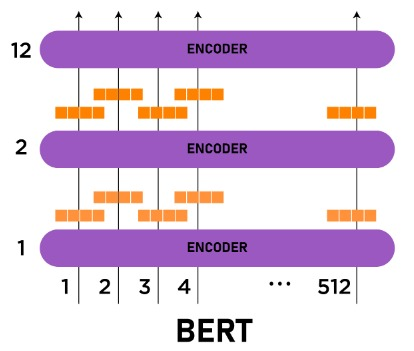 12 ENCODER
2 ENCODER
1 ENCODER
1 2 3 4 ... 512
BERT